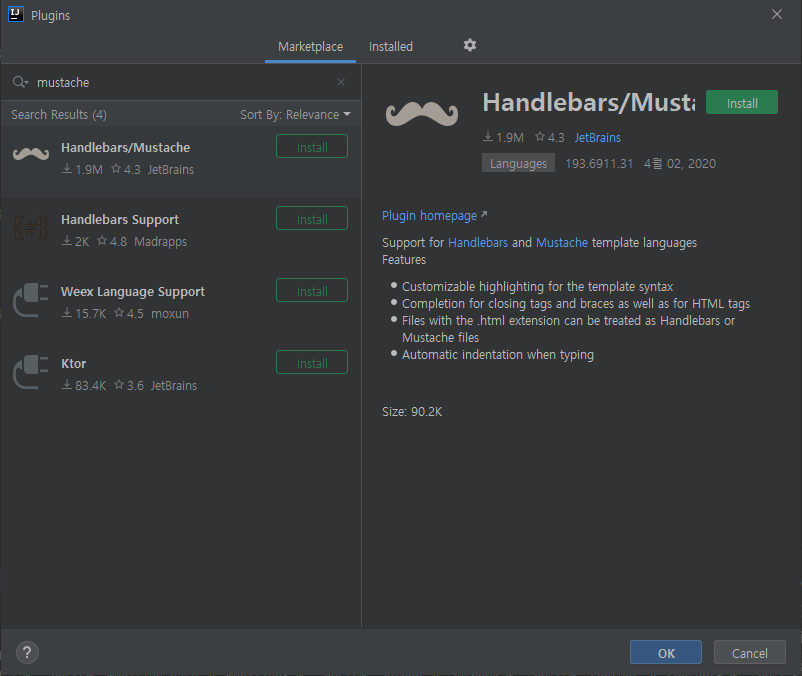 IJ
Plugins
Marketplace Installed
mustache
Search Results (4) Sort By: Relevance
Handlebars/Mustache Install
1.9M 4.3 JetBrains
Handlebars Support Install
2K 4.8 Madrapps
Weex Language Support Install
15.7K 4.5 moxun
Ktor Install
83.4K 3.6 JetBrains
Handlebars/Musta Install
1.9M 4.3 JetBrains
Languages 193.6911.31 4월 02, 2020
Plugin homepage
Support for Handlebars and Mustache template languages
Features
Customizable highlighting for the template syntax
Completion for closing tags and braces as well as for HTML tags
Files with the .html extension can be treated as Handlebars or
Mustache files
Automatic indentation when typing
Size: 90.2K
?
OK Cancel